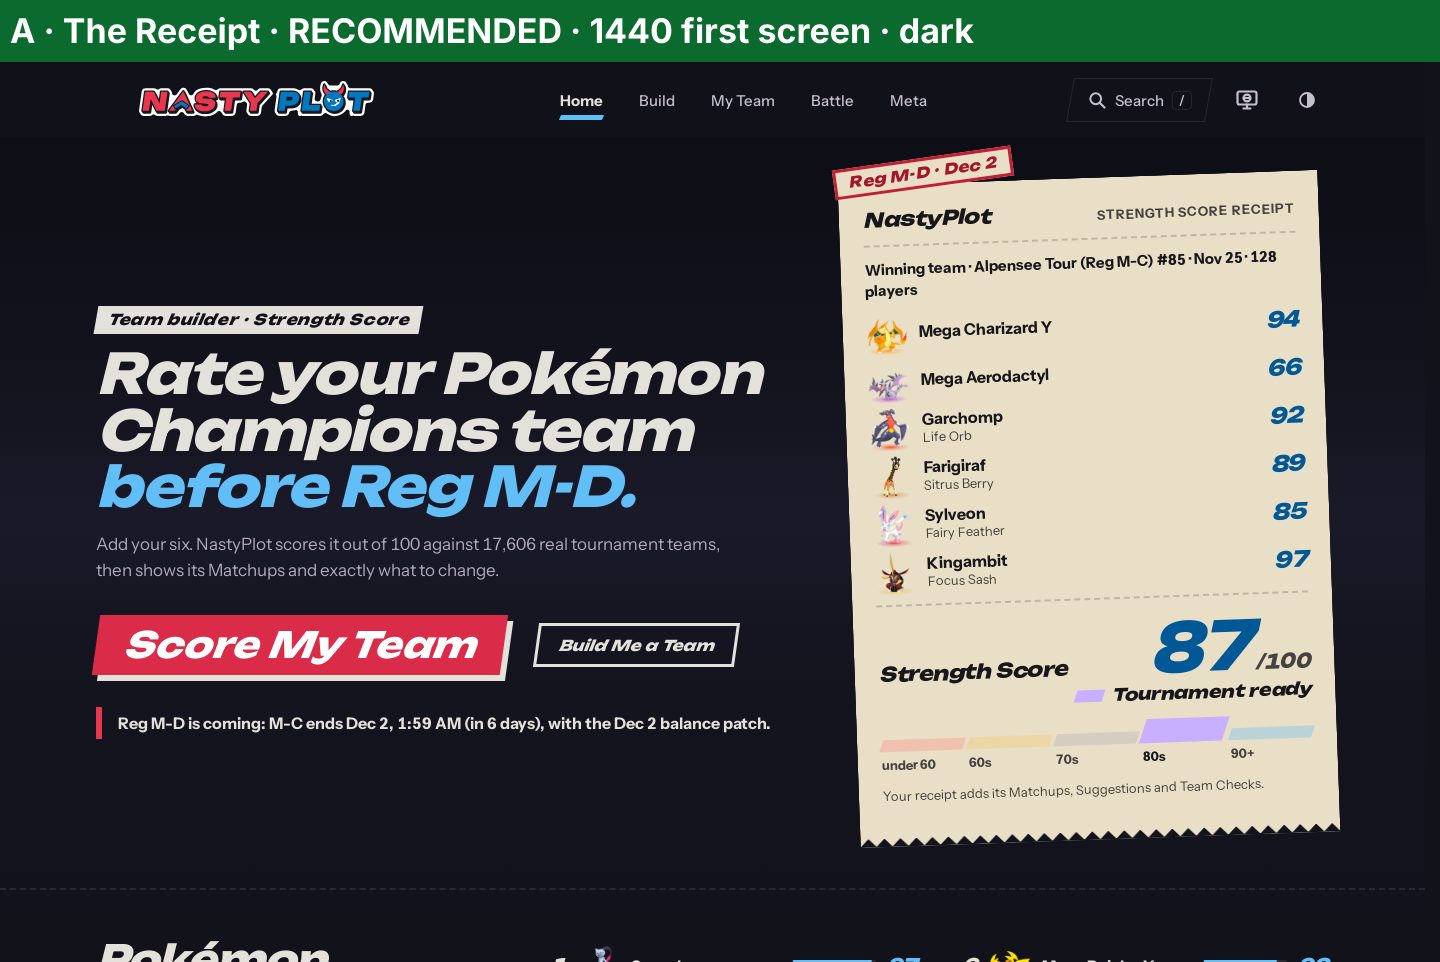 A · The Receipt · RECOMMENDED · 1440 first screen · dark
NASTY PLOT
Home
Build
My Team
Battle
Meta
Search /
Reg M-D · Dec 2
NastyPlot
STRENGTH SCORE RECEIPT
Winning team · Alpensee Tour (Reg M-C) #85 · Nov 25 · 128
players
Mega Charizard Y 94
Mega Aerodactyl 66
Garchomp 92
Life Orb
Farigiraf 89
Sitrus Berry
Sylveon 85
Fairy Feather
Kingambit 97
Focus Sash
Strength Score 87/100
Tournament ready
under 60 60s 70s 80s 90+
Your receipt adds its Matchups, Suggestions and Team Checks.
Team builder · Strength Score
Rate your Pokémon
Champions team
before Reg M-D.
Add your six. NastyPlot scores it out of 100 against 17,606 real tournament teams,
then shows its Matchups and exactly what to change.
Score My Team
Build Me a Team
Reg M-D is coming: M-C ends Dec 2, 1:59 AM (in 6 days), with the Dec 2 balance patch.
Pokémon